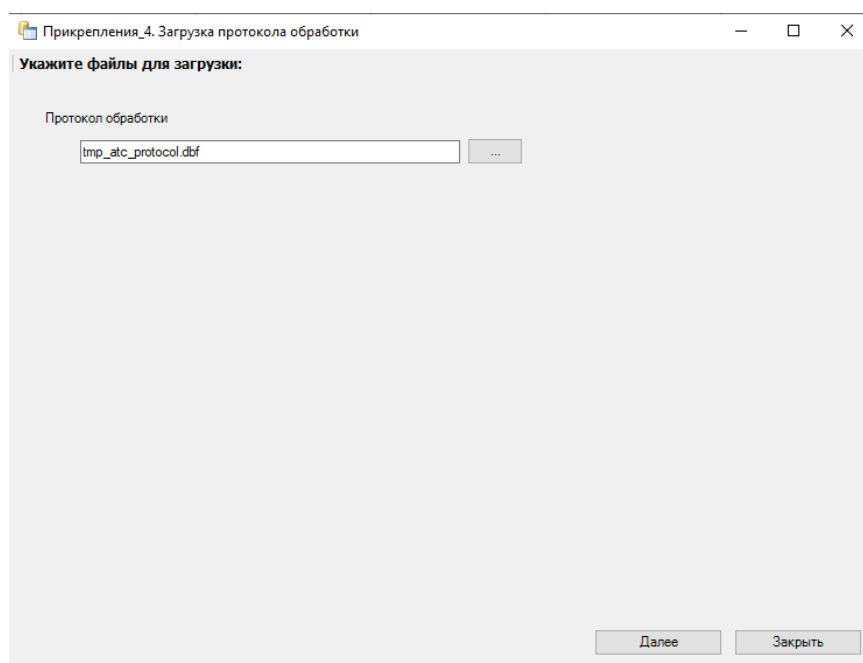 Прикрепления_4. Загрузка протокола обработки
Укажите файлы для загрузки:
Протокол обработки
tmp_atc_protocol.dbf
...
Далее
Закрыть